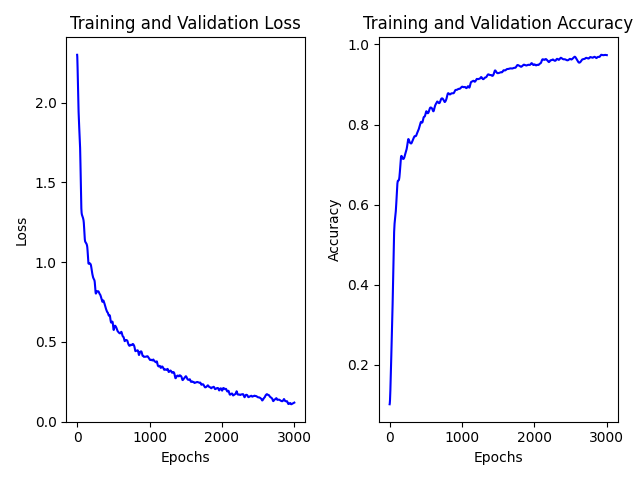 Training and Validation Loss
2.0
1.5
1.0
0.5
0.0
Loss
0 1000 2000 3000
Epochs
Training and Validation Accuracy
1.0
0.8
0.6
0.4
0.2
Accuracy
0 1000 2000 3000
Epochs